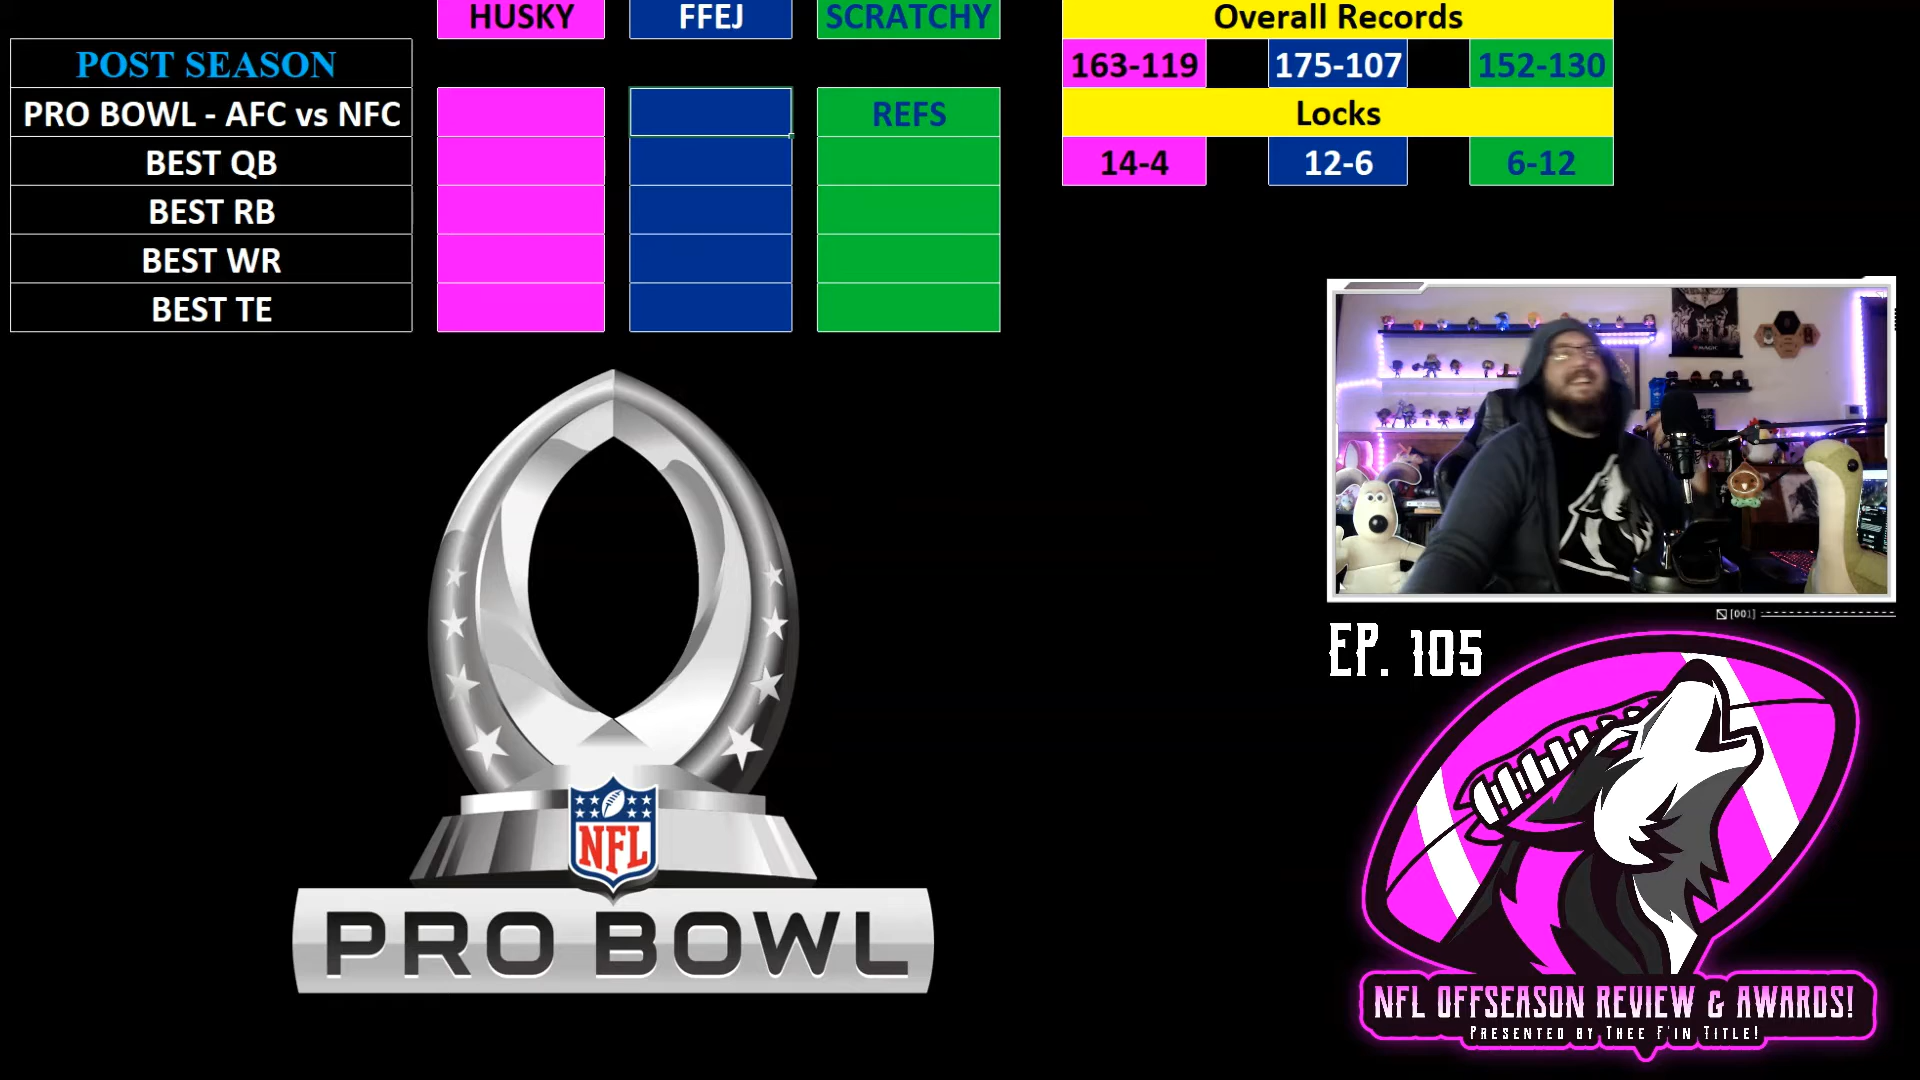 HUSKY FFEJ SCRATCHY Overall Records
POST SEASON 163-119 175-107 152-130
PRO BOWL - AFC vs NFC REFS Locks
BEST QB 14-4 12-6 6-12
BEST RB
BEST WR
BEST TE
MAGIC
[001]
EP. 105
NFL
PRO BOWL
NFL OFFSEASON REVIEW & AWARDS!
PRESENTED BY THEE F'IN TITLE!